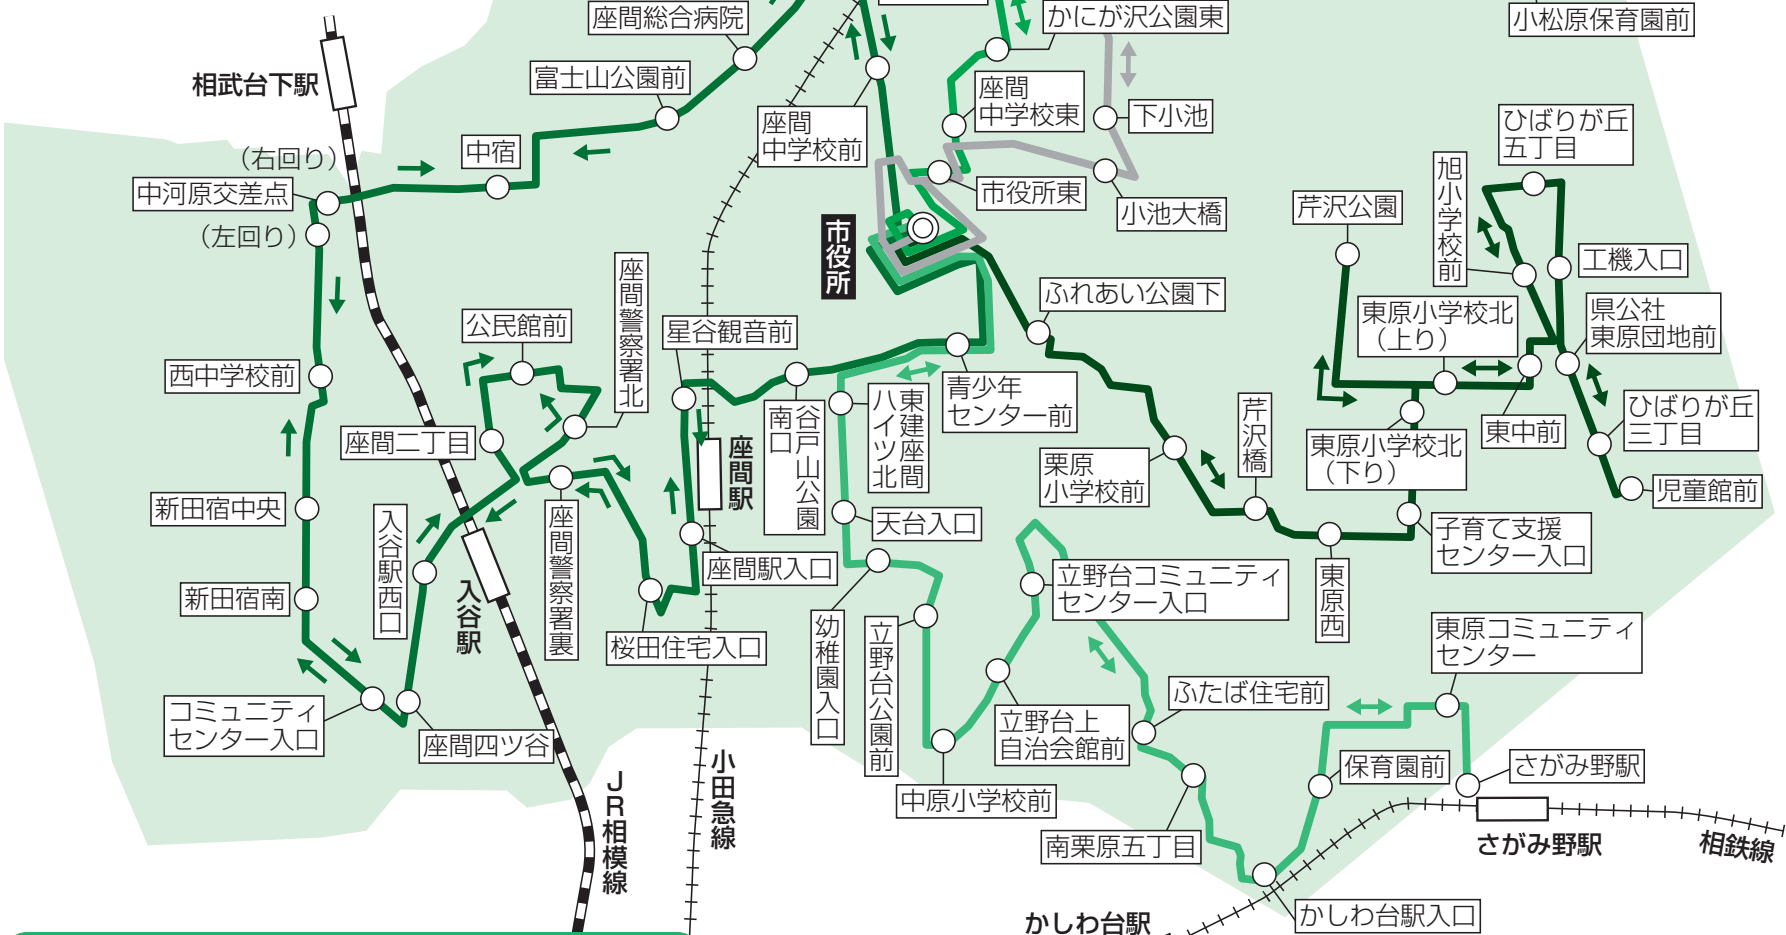 座間総合病院
かにが沢公園東
小松原保育園前
相武台下駅
富士山公園前
座間
中学校前
座間
中学校東
下小池
ひばりが丘
五丁目
(右回り)
中宿
旭小学校前
中河原交差点
市役所東
小池大橋
芹沢公園
(左回り)
市役所
工機入口
座間警察署北
ふれあい公園下
公民館前
星谷観音前
東原小学校北
(上り)
県公社
東原団地前
西中学校前
青少年
センター前
東建座間
ハイツ北
谷戸山公園
南口
芹沢橋
東中前
ひばりが丘
三丁目
座間二丁目
座間駅
東原小学校北
(下り)
栗原
小学校前
児童館前
新田宿中央
入谷駅西口
座間警察署裏
天台入口
子育て支援
センター入口
座間駅入口
立野台コミュニティ
センター入口
東原西
新田宿南
入谷駅
桜田住宅入口
幼稚園入口
立野台公園前
東原コミュニティ
センター
コミュニティ
センター入口
座間四ツ谷
立野台上
自治会館前
ふたば住宅前
保育園前
さがみ野駅
小田急線
JR相模線
中原小学校前
南栗原五丁目
さがみ野駅
相鉄線
かしわ台駅
かしわ台駅入口